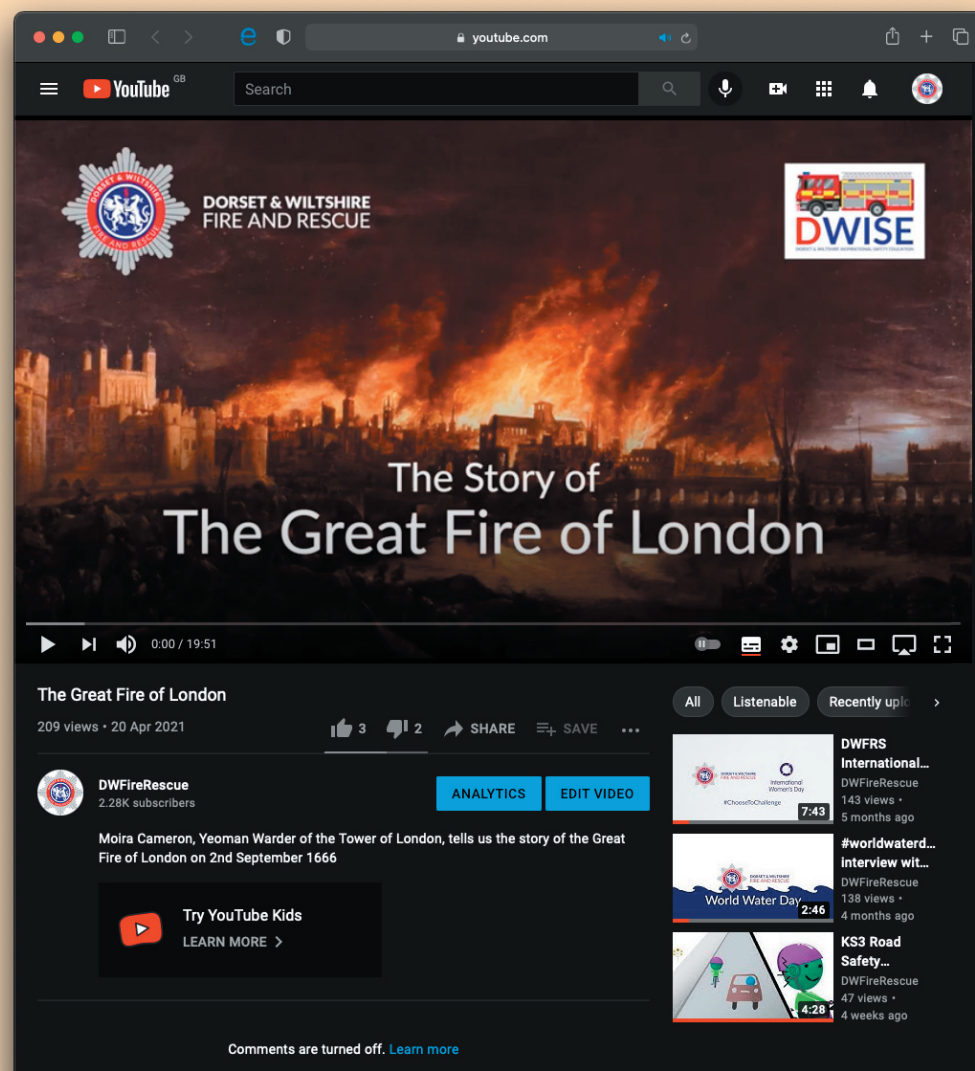 youtube.com
YouTube GB
Search
DORSET & WILTSHIRE
FIRE AND RESCUE
DORSET & WILTSHIRE
FIRE AND RESCUE
DWISE
The Story of
The Great Fire of London
0:00 / 19:51
The Great Fire of London
209 views • 20 Apr 2021
3
2
SHARE
SAVE
DWFireRescue
2.28K subscribers
ANALYTICS
EDIT VIDEO
Moira Cameron, Yeoman Warder of the Tower of London, tells us the story of the Great
Fire of London on 2nd September 1666
Try YouTube Kids
LEARN MORE
Comments are turned off. Learn more
All
Listenable
Recently uplo
International
Women's Day
#ChooseToChallenge
7:43
DWFRS
International...
DWFireRescue
143 views •
5 months ago
World Water Day
2:46
#worldwaterd...
interview wit...
DWFireRescue
138 views •
4 months ago
4:28
KS3 Road
Safety...
DWFireRescue
47 views •
4 weeks ago